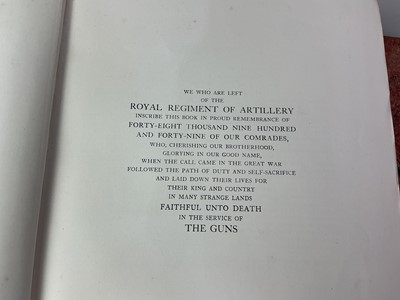 WE WHO ARE LEFT
OF THE
ROYAL REGIMENT OF ARTILLERY
INSCRIBE THIS BOOK IN PROUD REMEMBRANCE OF
FORTY-EIGHT THOUSAND NINE HUNDRED
AND FORTY-NINE OF OUR COMRADES,
WHO, CHERISHING OUR BROTHERHOOD,
GLORYING IN OUR GOOD NAME,
WHEN THE CALL CAME IN THE GREAT WAR
FOLLOWED THE PATH OF DUTY AND SELF-SACRIFICE
AND LAID DOWN THEIR LIVES FOR
THEIR KING AND COUNTRY
IN MANY STRANGE LANDS
FAITHFUL UNTO DEATH
IN THE SERVICE OF
THE GUNS